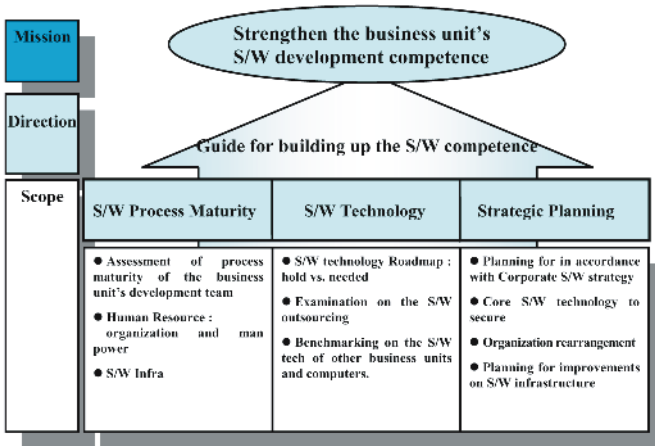 Mission
Strengthen the business unit's
S/W development competence
Direction
Guide for building up the S/W competence
Scope
S/W Process Maturity
S/W Technology
Strategic Planning
● Assessment of process
maturity of the business
unit's development team
● Human Resource :
organization and man
power
● S/W Infra
● S/W technology Roadmap :
hold vs. needed
● Examination on the S/W
outsourcing
● Benchmarking on the S/W
tech of other business units
and computers.
● Planning for in accordance
with Corporate S/W strategy
● Core S/W technology to
secure
● Organization rearrangement
● Planning for improvements
on S/W infrastructure